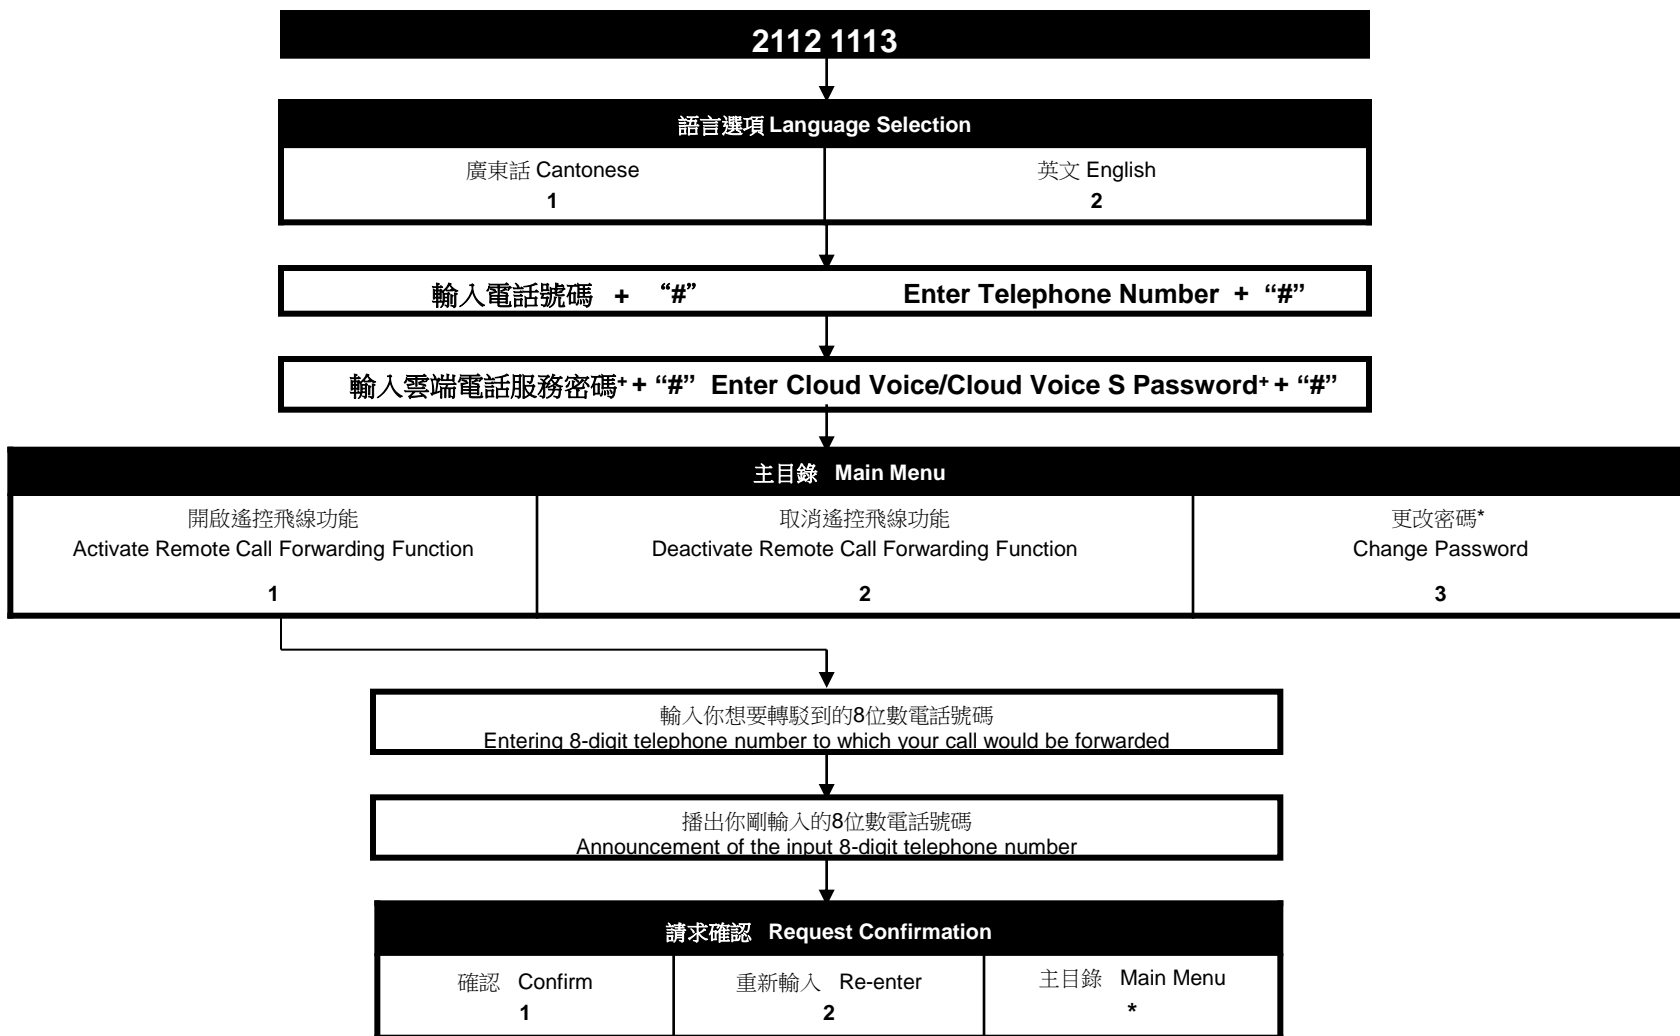 2112 1113
語言選項 Language Selection
廣東話 Cantonese
1
英文 English
2
輸入電話號碼 + “#” Enter Telephone Number + “#”
輸入雲端電話服務密碼⁺ + “#” Enter Cloud Voice/Cloud Voice S Password⁺ + “#”
主目錄 Main Menu
開啟遙控飛線功能
Activate Remote Call Forwarding Function
1
取消遙控飛線功能
Deactivate Remote Call Forwarding Function
2
更改密碼*
Change Password
3
輸入你想要轉駁到的8位數電話號碼
Entering 8-digit telephone number to which your call would be forwarded
播出你剛輸入的8位數電話號碼
Announcement of the input 8-digit telephone number
請求確認 Request Confirmation
確認 Confirm
1
重新輸入 Re-enter
2
主目錄 Main Menu
*